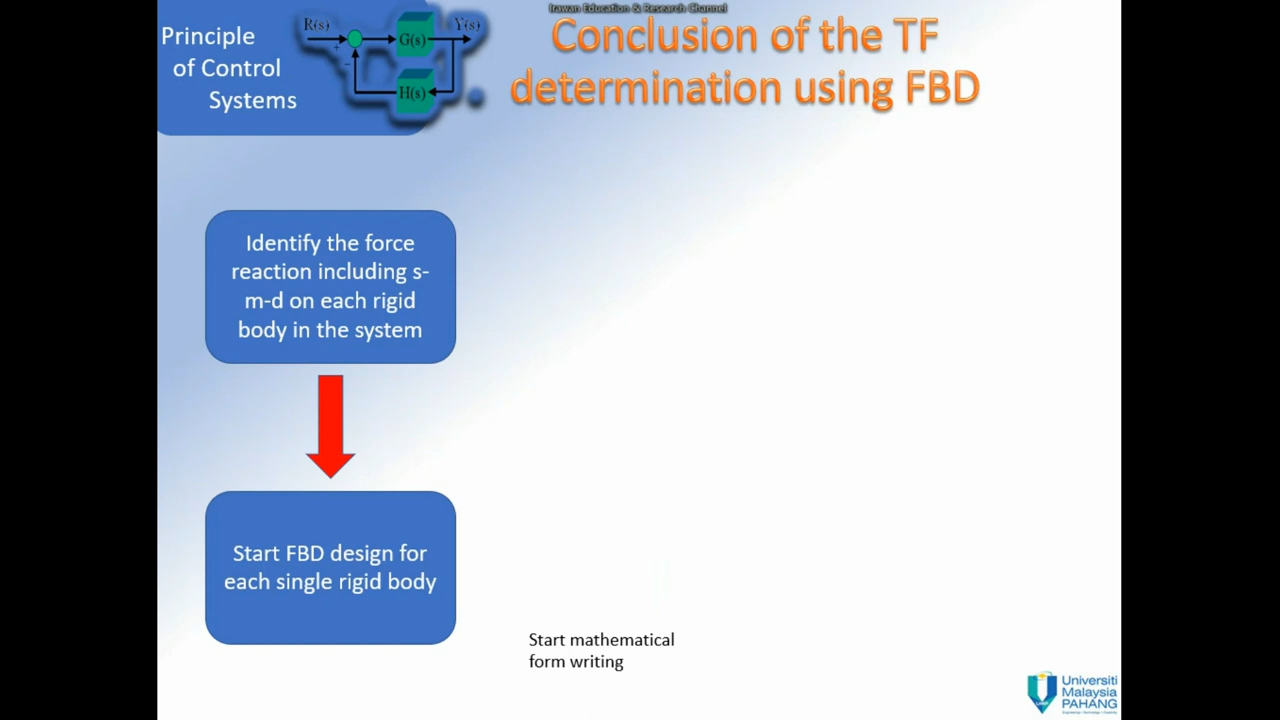 Irawan Education & Research Channel
Principle
of Control
Systems
R(s)
+
-
G(s)
Y(s)
H(s)
Conclusion of the TF
determination using FBD
Identify the force
reaction including s-
m-d on each rigid
body in the system
Start FBD design for
each single rigid body
Start mathematical
form writing
Universiti
Malaysia
PAHANG